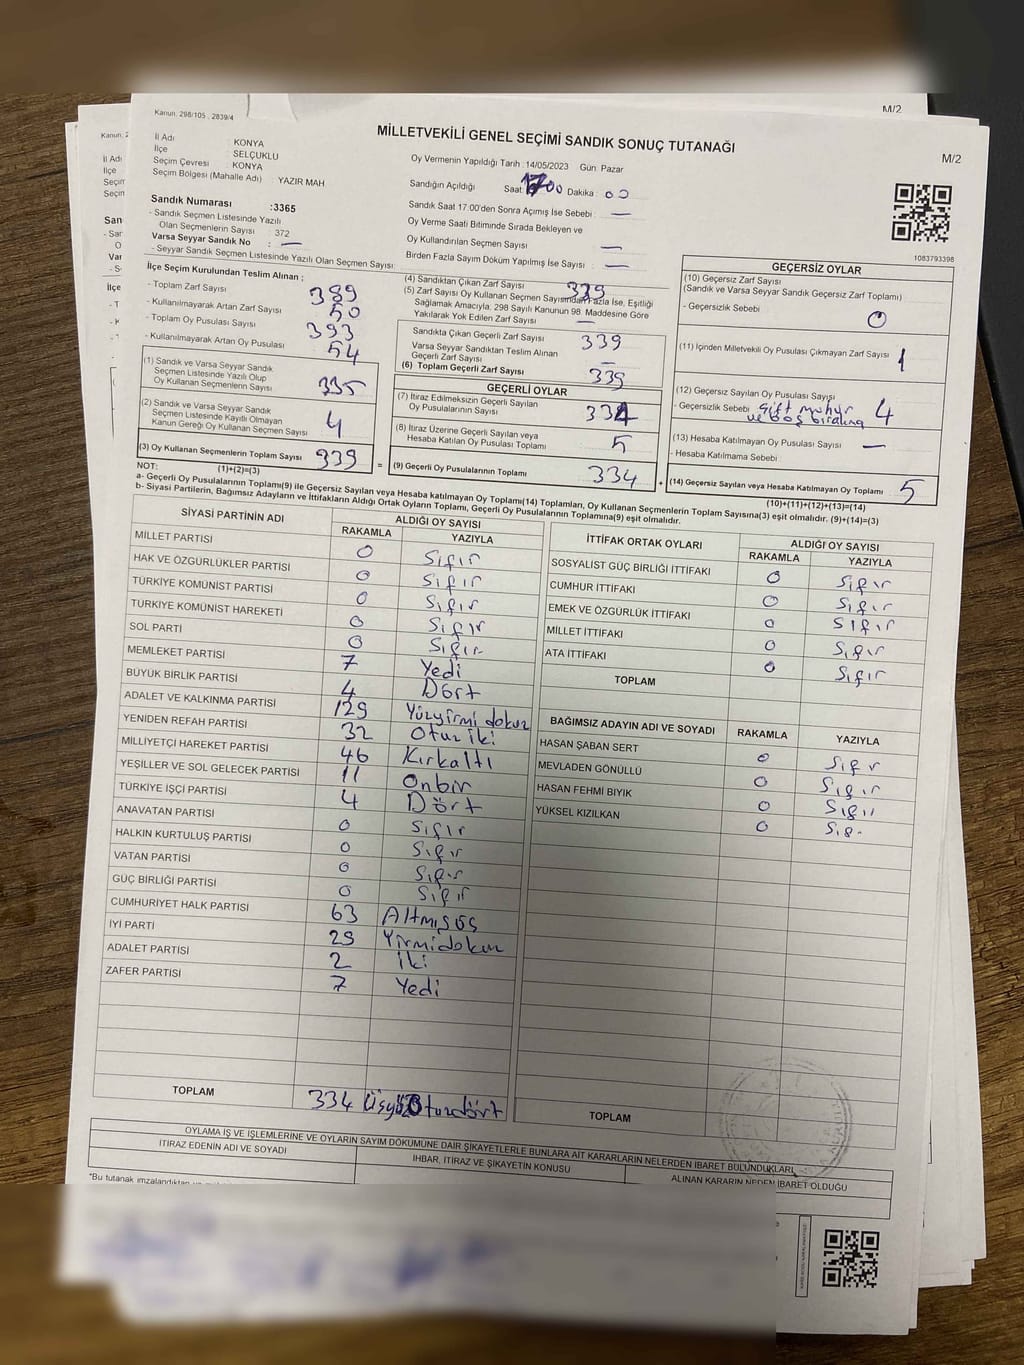 M/2
Kanun: 298/105 , 2839/4
MİLLETVEKİLİ GENEL SEÇİMİ SANDIK SONUÇ TUTANAĞI
M/2
İl Adı : KONYA
İlçe : SELÇUKLU
Seçim Çevresi : KONYA
Seçim Bölgesi (Mahalle Adı) : YAZIR MAH
Sandık Numarası :3365
- Sandık Seçmen Listesinde Yazılı
Olan Seçmenlerin Sayısı : 372
Varsa Seyyar Sandık No : —
- Seyyar Sandık Seçmen Listesinde Yazılı Olan Seçmen Sayısı:
Oy Vermenin Yapıldığı Tarih :14/05/2023 Gün: Pazar
Sandığın Açıldığı Saat: 17:00 Dakika : 00
Sandık Saat 17.00'den Sonra Açımış İse Sebebi : —
Oy Verme Saati Bitiminde Sırada Bekleyen ve
Oy Kullandırılan Seçmen Sayısı —
Birden Fazla Sayım Döküm Yapılmış İse Sayısı : —
1083793398
İlçe Seçim Kurulundan Teslim Alınan ;
- Toplam Zarf Sayısı 389
- Kullanılmayarak Artan Zarf Sayısı 50
- Toplam Oy Pusulası Sayısı 393
- Kullanılmayarak Artan Oy Pusulası 54
(1) Sandık ve Varsa Seyyar Sandık
Seçmen Listesinde Yazılı Olup
Oy Kullanan Seçmenlerin Sayısı 335
(2) Sandık ve Varsa Seyyar Sandık
Seçmen Listesinde Kayıtlı Olmayan
Kanun Gereği Oy Kullanan Seçmen Sayısı 4
(3) Oy Kullanan Seçmenlerin Toplam Sayısı 339
(4) Sandıktan Çıkan Zarf Sayısı 339
(5) Zarf Sayısı Oy Kullanan Seçmen Sayısından Fazla İse, Eşitliği
Sağlamak Amacıyla, 298 Sayılı Kanunun 98. Maddesine Göre
Yakılarak Yok Edilen Zarf Sayısı —
Sandıkta Çıkan Geçerli Zarf Sayısı 339
Varsa Seyyar Sandıktan Teslim Alınan
Geçerli Zarf Sayısı —
(6) Toplam Geçerli Zarf Sayısı 339
GEÇERLİ OYLAR
(7) İtiraz Edilmeksizin Geçerli Sayılan
Oy Pusulalarının Sayısı 334
(8) İtiraz Üzerine Geçerli Sayılan veya
Hesaba Katılan Oy Pusulası Toplamı 5
= (9) Geçerli Oy Pusulalarının Toplamı 334 +
GEÇERSİZ OYLAR
(10) Geçersiz Zarf Sayısı
(Sandık ve Varsa Seyyar Sandık Geçersiz Zarf Toplamı)
- Geçersizlik Sebebi 0
(11) İçinden Milletvekili Oy Pusulası Çıkmayan Zarf Sayısı 1
(12) Geçersiz Sayılan Oy Pusulası Sayısı 4
- Geçersizlik Sebebi Çift mühür
ve boş
(13) Hesaba Katılmayan Oy Pusulası Sayısı —
- Hesaba Katılmama Sebebi
(14) Geçersiz Sayılan veya Hesaba Katılmayan Oy Toplamı 5
NOT: (1)+(2)=(3)
(10)+(11)+(12)+(13)=(14)
a- Geçerli Oy Pusulalarının Toplamı(9) ile Geçersiz Sayılan veya Hesaba katılmayan Oy Toplamı(14) Toplamları, Oy Kullanan Seçmenlerin Toplam Sayısına(3) eşit olmalıdır. (9)+(14)=(3)
b- Siyasi Partilerin, Bağımsız Adayların ve İttifakların Aldığı Ortak Oyların Toplamı, Geçerli Oy Pusulalarının Toplamına(9) eşit olmalıdır.
SİYASİ PARTİNİN ADI ALDIĞI OY SAYISI
RAKAMLA YAZIYLA
MİLLET PARTİSİ 0 Sıfır
HAK VE ÖZGÜRLÜKLER PARTİSİ 0 Sıfır
TÜRKİYE KOMÜNİST PARTİSİ 0 Sıfır
TÜRKİYE KOMÜNİST HAREKETİ 0 Sıfır
SOL PARTİ 0 Sıfır
MEMLEKET PARTİSİ 7 Yedi
BÜYÜK BİRLİK PARTİSİ 4 Dört
ADALET VE KALKINMA PARTİSİ 129 Yüzyirmi dokuz
YENİDEN REFAH PARTİSİ 32 Otuz iki
MİLLİYETÇİ HAREKET PARTİSİ 46 Kırkaltı
YEŞİLLER VE SOL GELECEK PARTİSİ 11 Onbir
TÜRKİYE İŞÇİ PARTİSİ 4 Dört
ANAVATAN PARTİSİ 0 Sıfır
HALKIN KURTULUŞ PARTİSİ 0 Sıfır
VATAN PARTİSİ 0 Sıfır
GÜÇ BİRLİĞİ PARTİSİ 0 Sıfır
CUMHURİYET HALK PARTİSİ 63 Altmışüç
İYİ PARTİ 29 Yirmidokuz
ADALET PARTİSİ 2 İki
ZAFER PARTİSİ 7 Yedi
TOPLAM 334 Üçyüz Otuzdört
İTTİFAK ORTAK OYLARI ALDIĞI OY SAYISI
RAKAMLA YAZIYLA
SOSYALİST GÜÇ BİRLİĞİ İTTİFAKI 0 Sıfır
CUMHUR İTTİFAKI 0 Sıfır
EMEK VE ÖZGÜRLÜK İTTİFAKI 0 Sıfır
MİLLET İTTİFAKI 0 Sıfır
ATA İTTİFAKI 0 Sıfır
TOPLAM
BAĞIMSIZ ADAYIN ADI VE SOYADI RAKAMLA YAZIYLA
HASAN ŞABAN SERT 0 Sıfır
MEVLADEN GÖNÜLLÜ 0 Sıfır
HASAN FEHMİ BIYIK 0 Sıfır
YÜKSEL KIZILKAN 0 Sıfır
TOPLAM
OYLAMA İŞ VE İŞLEMLERİNE VE OYLARIN SAYIM DÖKÜMÜNE DAİR ŞİKAYETLERLE BUNLARA AİT KARARLARIN NELERDEN İBARET BULUNDUKLARI
İTİRAZ EDENİN ADI VE SOYADI İHBAR, İTİRAZ VE ŞİKAYETİN KONUSU ALINAN KARARIN NEDEN İBARET OLDUĞU
*Bu tutanak imzalandıktan